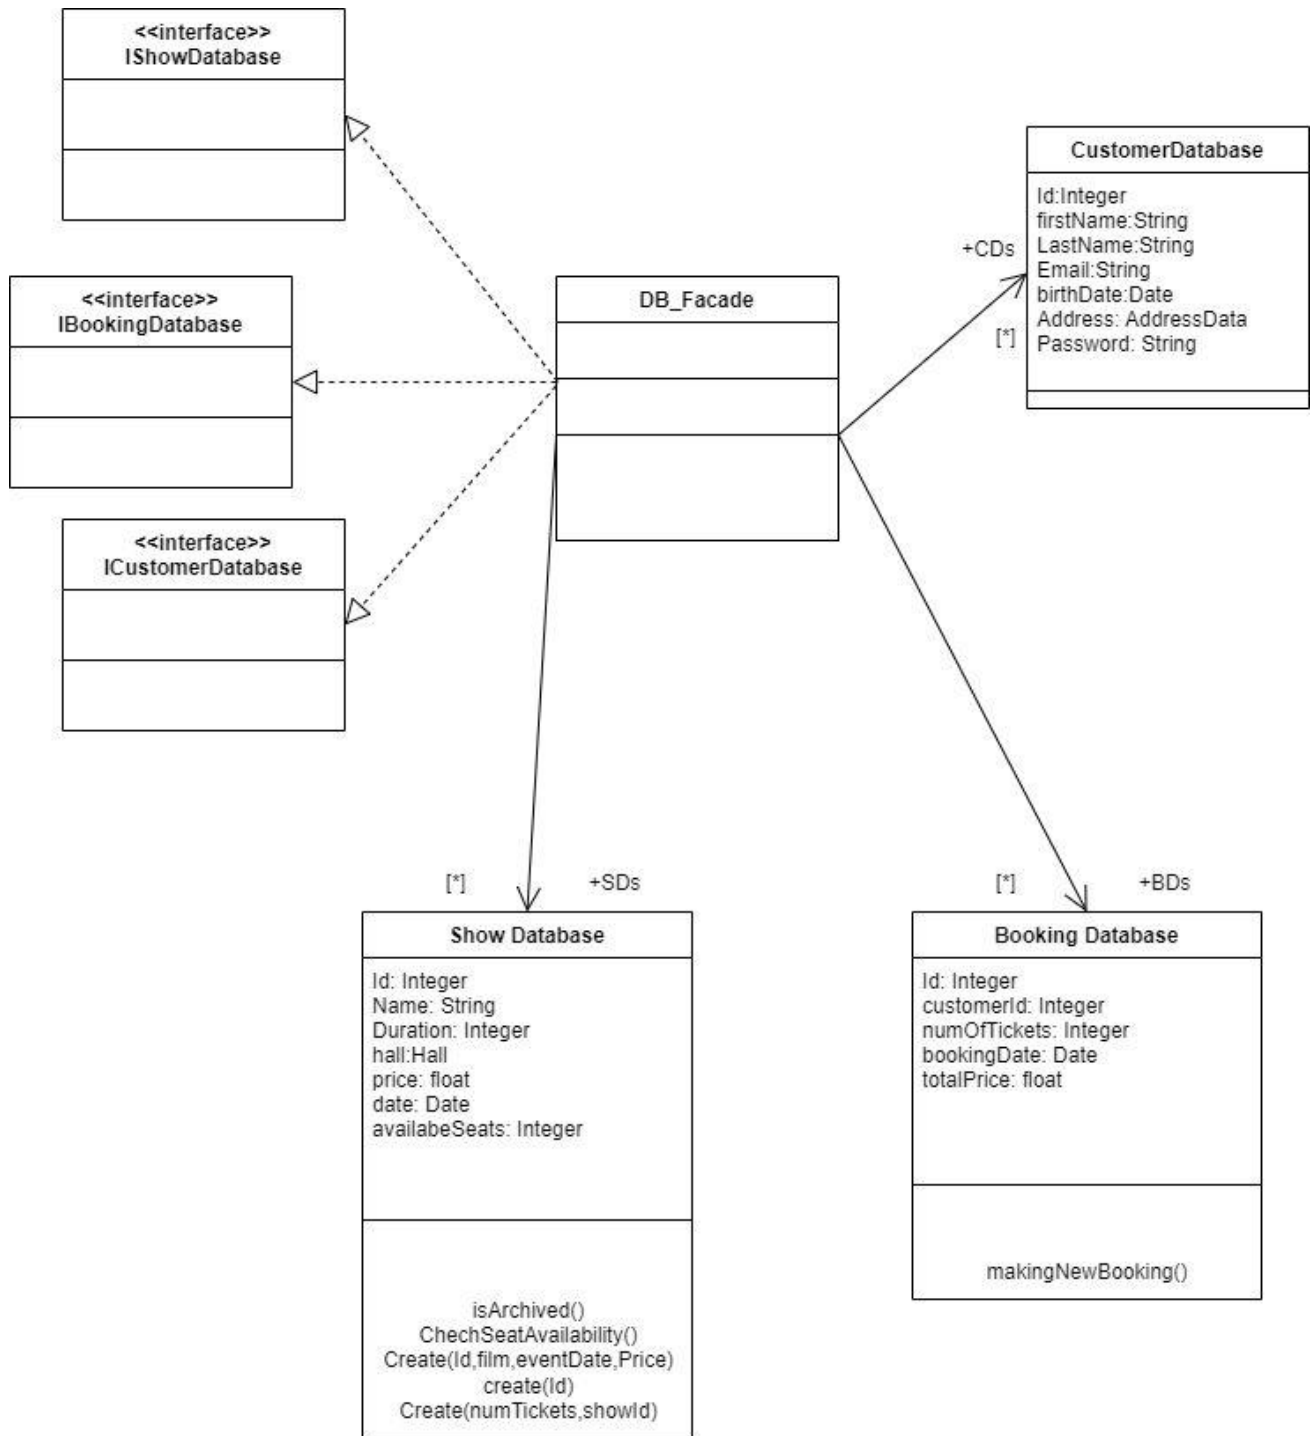 <<interface>>
IShowDatabase
CustomerDatabase
Id:Integer
firstName:String
LastName:String
Email:String
birthDate:Date
Address: AddressData
Password: String
+CDs
[*]
<<interface>>
IBookingDatabase
DB_Facade
<<interface>>
ICustomerDatabase
[*]
+SDs
[*]
+BDs
Show Database
Id: Integer
Name: String
Duration: Integer
hall:Hall
price: float
date: Date
availabeSeats: Integer
isArchived()
ChechSeatAvailability()
Create(Id,film,eventDate,Price)
create(Id)
Create(numTickets,showId)
Booking Database
Id: Integer
customerId: Integer
numOfTickets: Integer
bookingDate: Date
totalPrice: float
makingNewBooking()